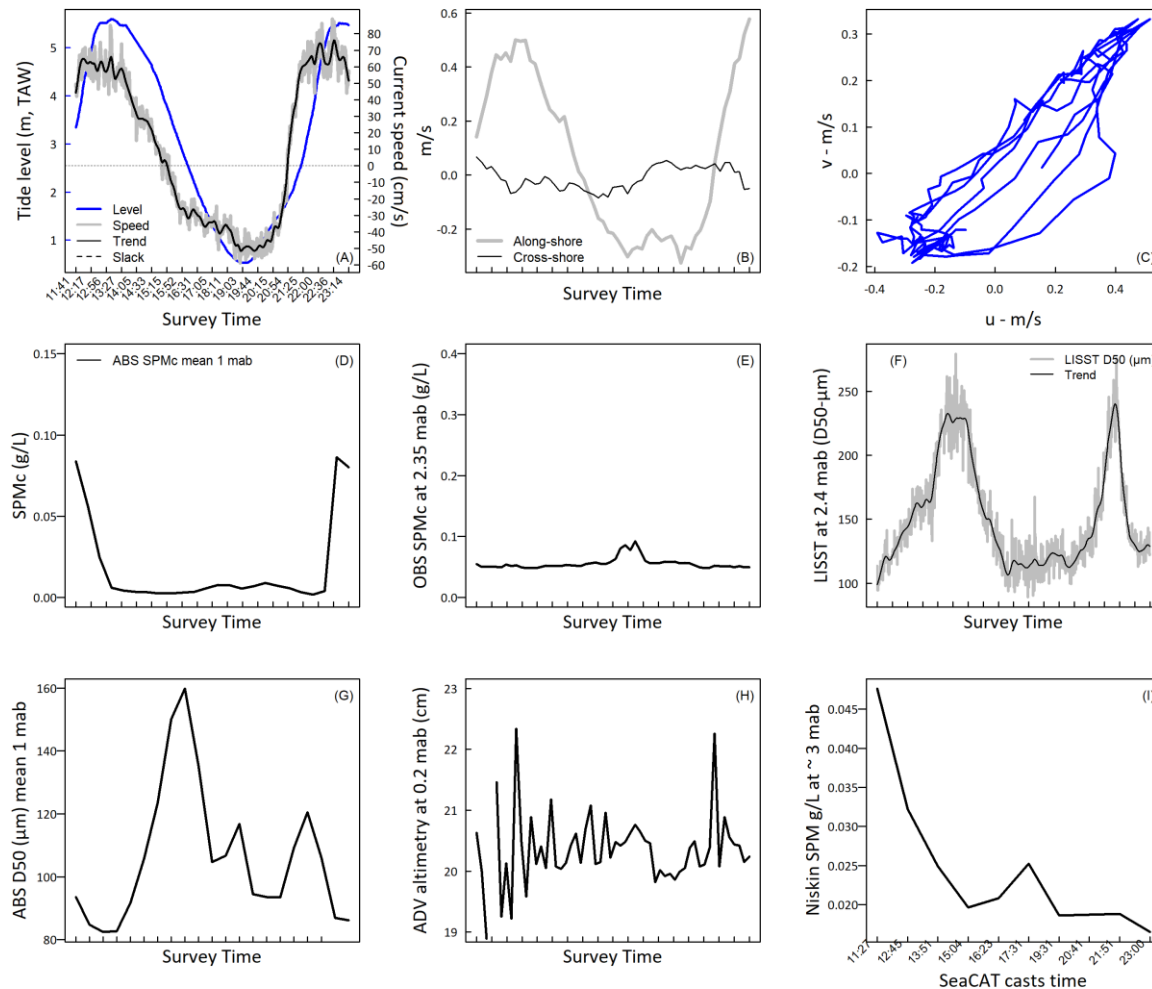 Tide level (m, TAW)
5
4
3
2
1
80
70
60
50
40
30
20
10
0
-10
-20
-30
-40
-50
-60
Current speed (cm/s)
Level
Speed
Trend
Slack
(A)
11:41
12:17
12:56
13:27
14:05
14:33
15:15
15:52
16:31
17:05
18:11
19:03
19:44
20:15
20:54
21:25
22:00
22:36
23:14
Survey Time
m/s
0.6
0.4
0.2
0.0
-0.2
Along-shore
Cross-shore
(B)
Survey Time
v - m/s
0.3
0.2
0.1
0.0
-0.1
-0.2
(C)
-0.4
-0.2
0.0
0.2
0.4
u - m/s
SPMc (g/L)
0.15
0.10
0.05
0.00
ABS SPMc mean 1 mab
(D)
Survey Time
OBS SPMc at 2.35 mab (g/L)
0.4
0.3
0.2
0.1
0.0
(E)
Survey Time
LISST at 2.4 mab (D50-µm)
250
200
150
100
(F)
LISST D50 (µm
Trend
Survey Time
ABS D50 (µm) mean 1 mab
160
140
120
100
80
(G)
Survey Time
ADV altimetry at 0.2 mab (cm)
23
22
21
20
19
(H)
Survey Time
Niskin SPM g/L at ~ 3 mab
0.045
0.040
0.035
0.030
0.025
0.020
(I)
11:27
12:45
13:51
15:04
16:23
17:31
19:31
20:41
21:51
23:00
SeaCAT casts time